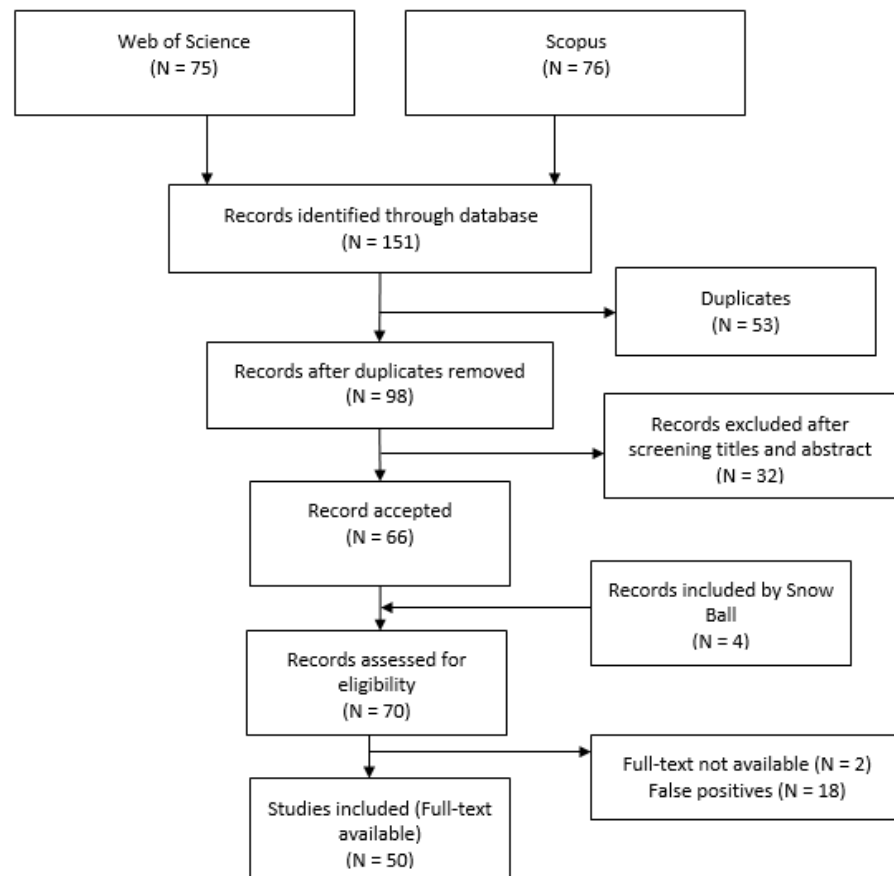 Web of Science
(N = 75)
Scopus
(N = 76)
Records identified through database
(N = 151)
Duplicates
(N = 53)
Records after duplicates removed
(N = 98)
Records excluded after
screening titles and abstract
(N = 32)
Record accepted
(N = 66)
Records included by Snow
Ball
(N = 4)
Records assessed for
eligibility
(N = 70)
Full-text not available (N = 2)
False positives (N = 18)
Studies included (Full-text
available)
(N = 50)